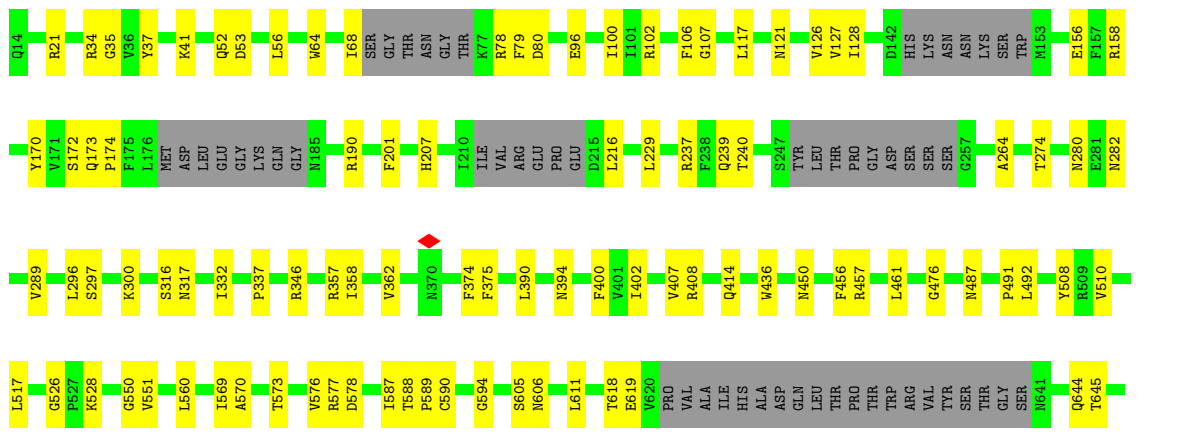 Q14 R21 R34 G35 V36 Y37 K41 Q52 D53 L56 W64 I68 SER GLY THR ASN GLY THR K77 R78 F79 D80 E96 I100 I101 R102 F106 G107 L117 N121 V126 V127 I128 D142 HIS LYS ASN ASN LYS SER TRP M153 E156 F157 R158
Y170 V171 S172 Q173 P174 F175 L176 MET ASP LEU GLU GLY LYS GLN GLY N185 R190 F201 H207 I210 ILE VAL ARG GLU PRO GLU D215 L216 L229 R237 F238 Q239 T240 S247 TYR LEU THR PRO GLY ASP SER SER SER G257 A264 T274 N280 E281 N282
V289 L296 S297 K300 S316 N317 I332 P337 R346 R357 I358 V362 N370 F374 F375 L390 N394 F400 V401 I402 V407 R408 Q414 W436 N450 F456 R457 L461 G476 N487 P491 L492 Y508 R509 V510
L517 G526 P527 K528 G550 V551 L560 I569 A570 T573 V576 R577 D578 I587 T588 P589 C590 G594 S605 N606 L611 T618 E619 V620 PRO VAL ALA ILE HIS ALA ASP GLN LEU THR PRO THR TRP ARG VAL TYR SER THR GLY SER N641 Q644 T645